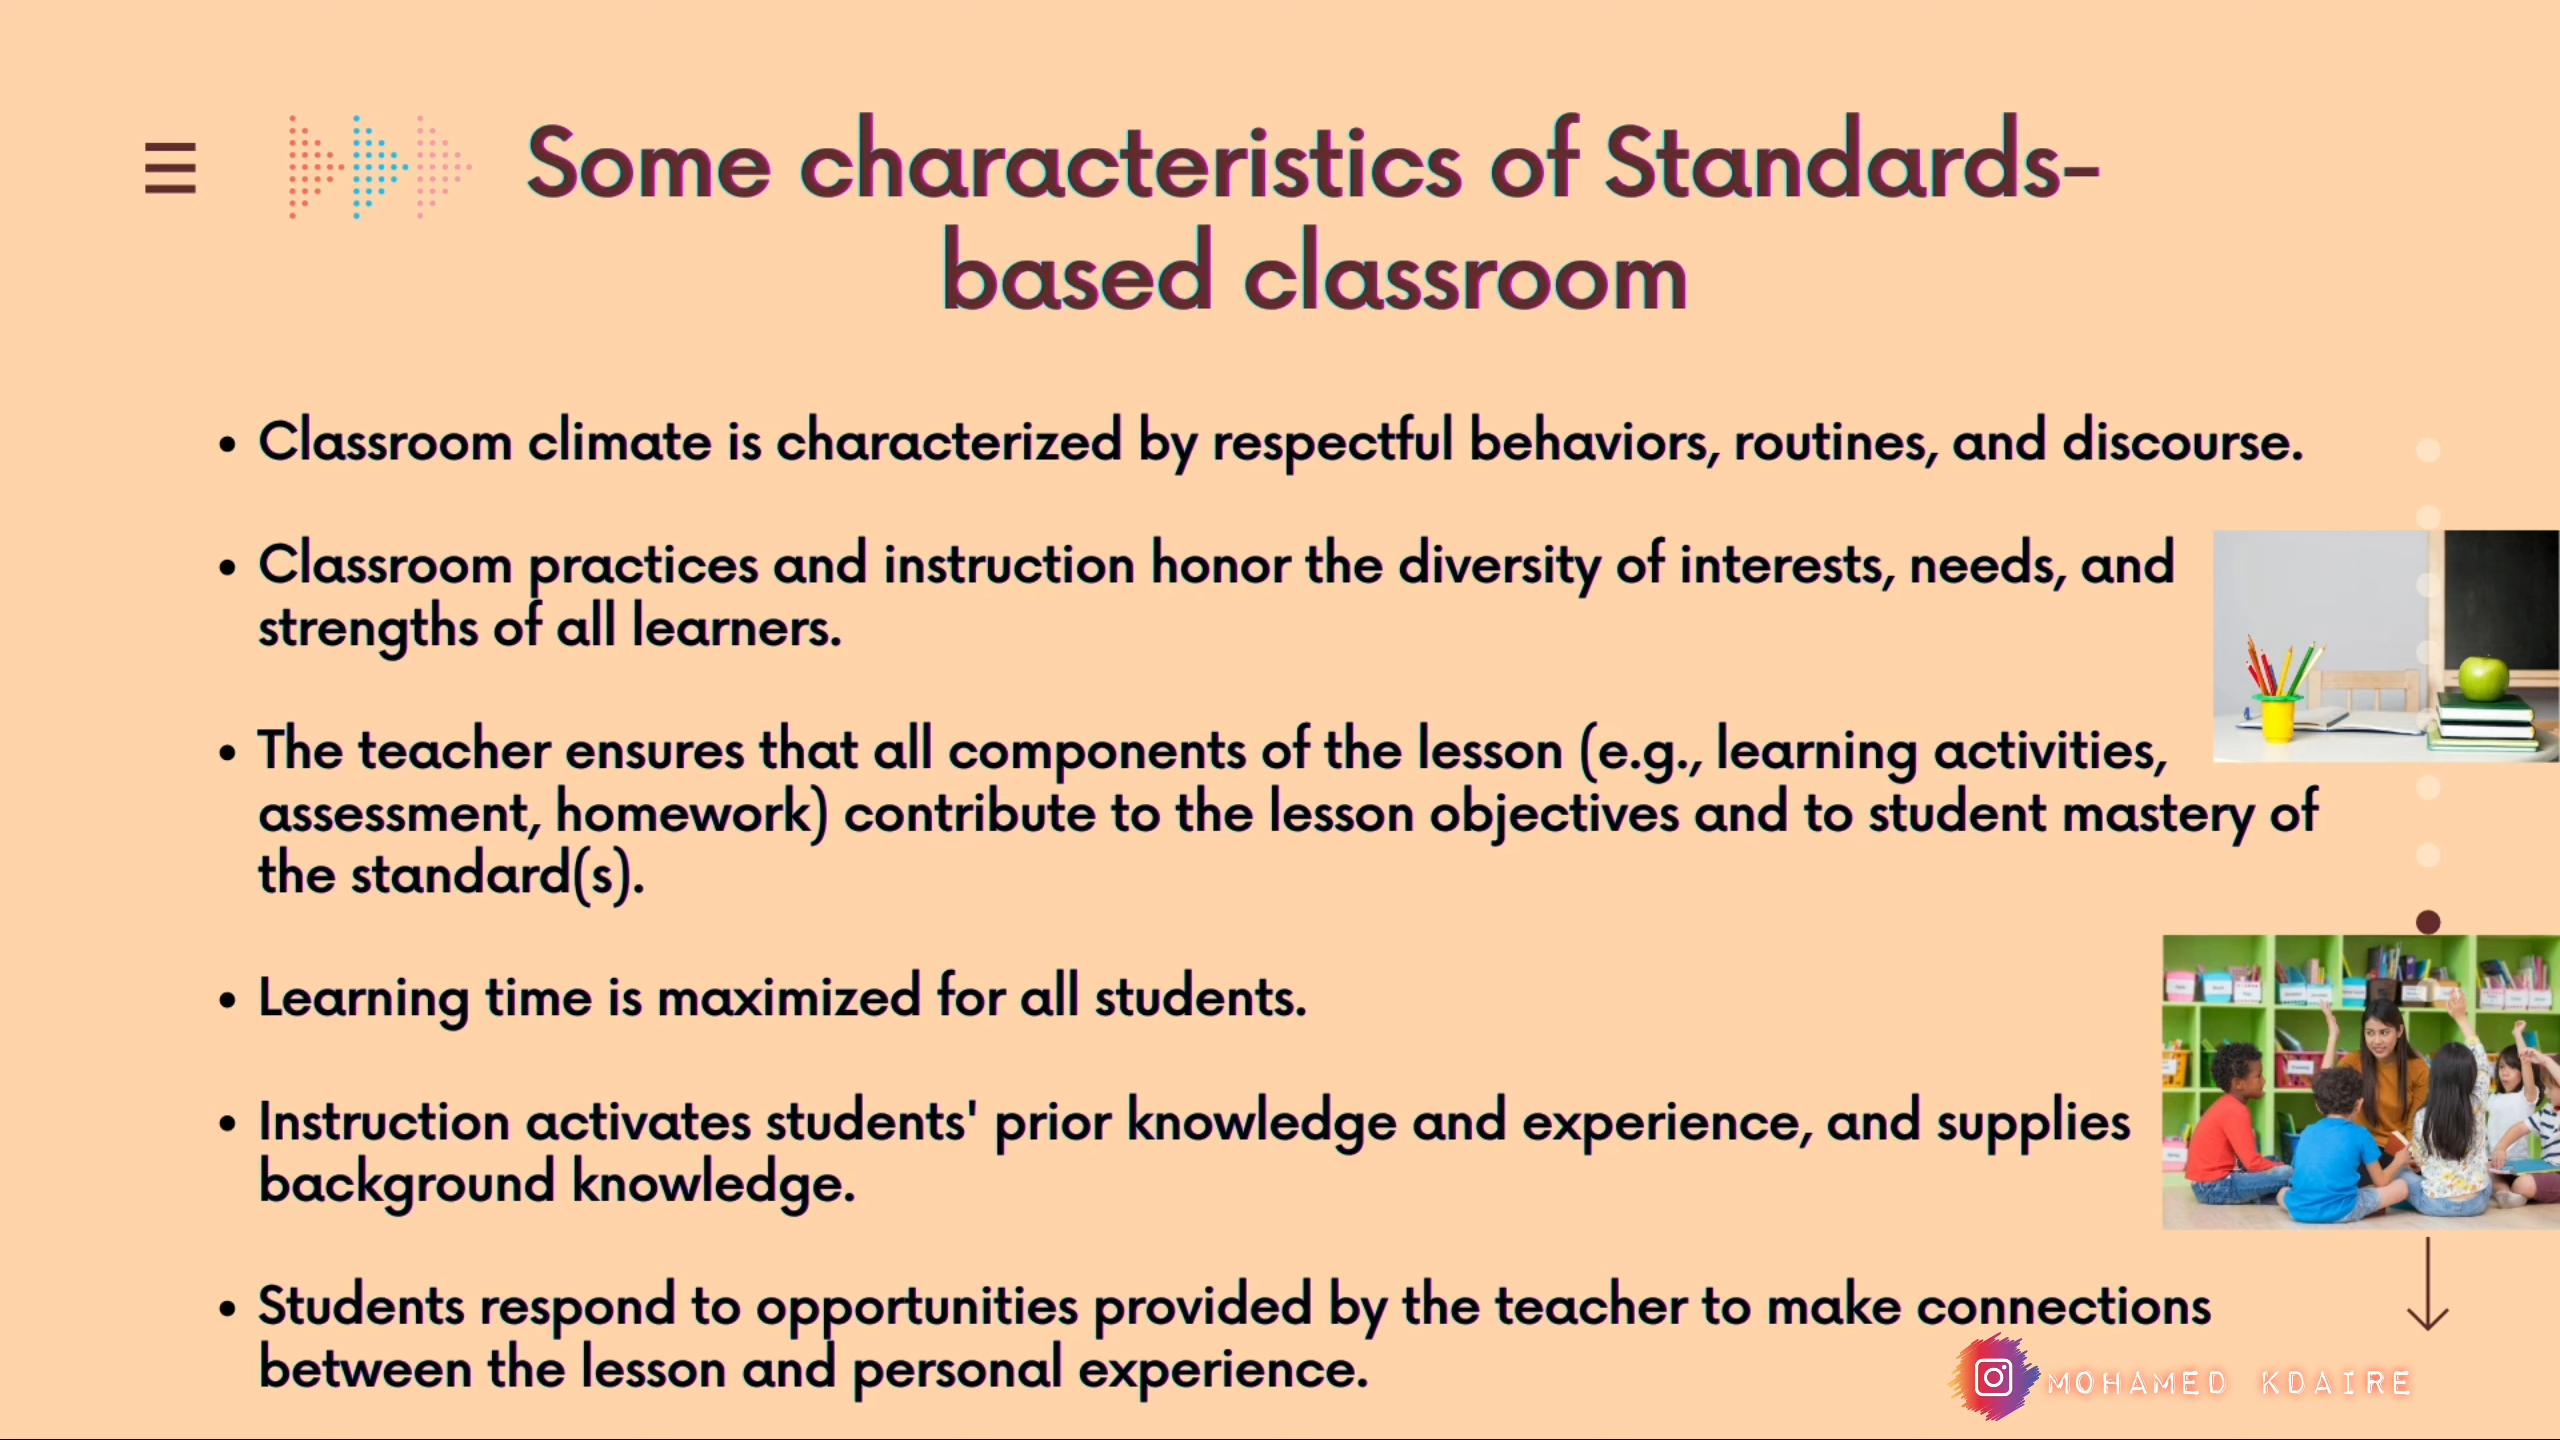 Some characteristics of Standards-
based classroom
• Classroom climate is characterized by respectful behaviors, routines, and discourse.
• Classroom practices and instruction honor the diversity of interests, needs, and
strengths of all learners.
• The teacher ensures that all components of the lesson (e.g., learning activities,
assessment, homework) contribute to the lesson objectives and to student mastery of
the standard(s).
• Learning time is maximized for all students.
• Instruction activates students' prior knowledge and experience, and supplies
background knowledge.
• Students respond to opportunities provided by the teacher to make connections
between the lesson and personal experience.
MOHAMED KDAIRE